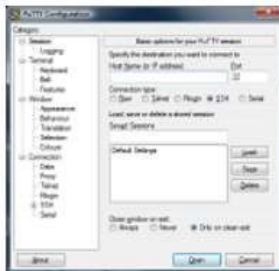 PuTTY Configuration
Category:
Session
Logging
Terminal
Keyboard
Bell
Features
Window
Appearance
Behaviour
Translation
Selection
Colours
Connection
Data
Proxy
Telnet
Rlogin
SSH
Serial
Basic options for your PuTTY session
Specify the destination you want to connect to
Host Name (or IP address) Port
22
Connection type:
Raw Telnet Rlogin SSH Serial
Load, save or delete a stored session
Saved Sessions
Default Settings
Load
Save
Delete
Close window on exit:
Always Never Only on clean exit
About Open Cancel